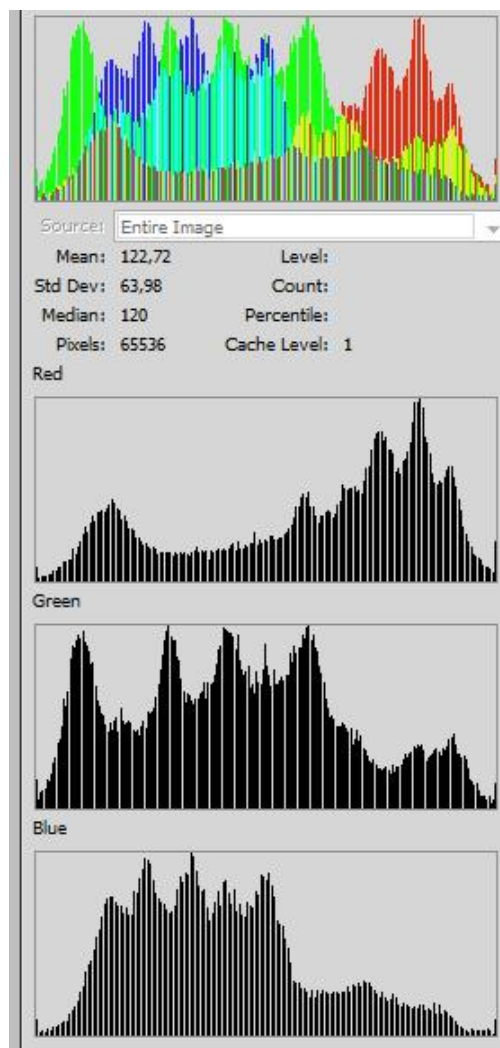 Source: Entire Image
Mean: 122,72 Level:
Std Dev: 63,98 Count:
Median: 120 Percentile:
Pixels: 65536 Cache Level: 1
Red
Green
Blue